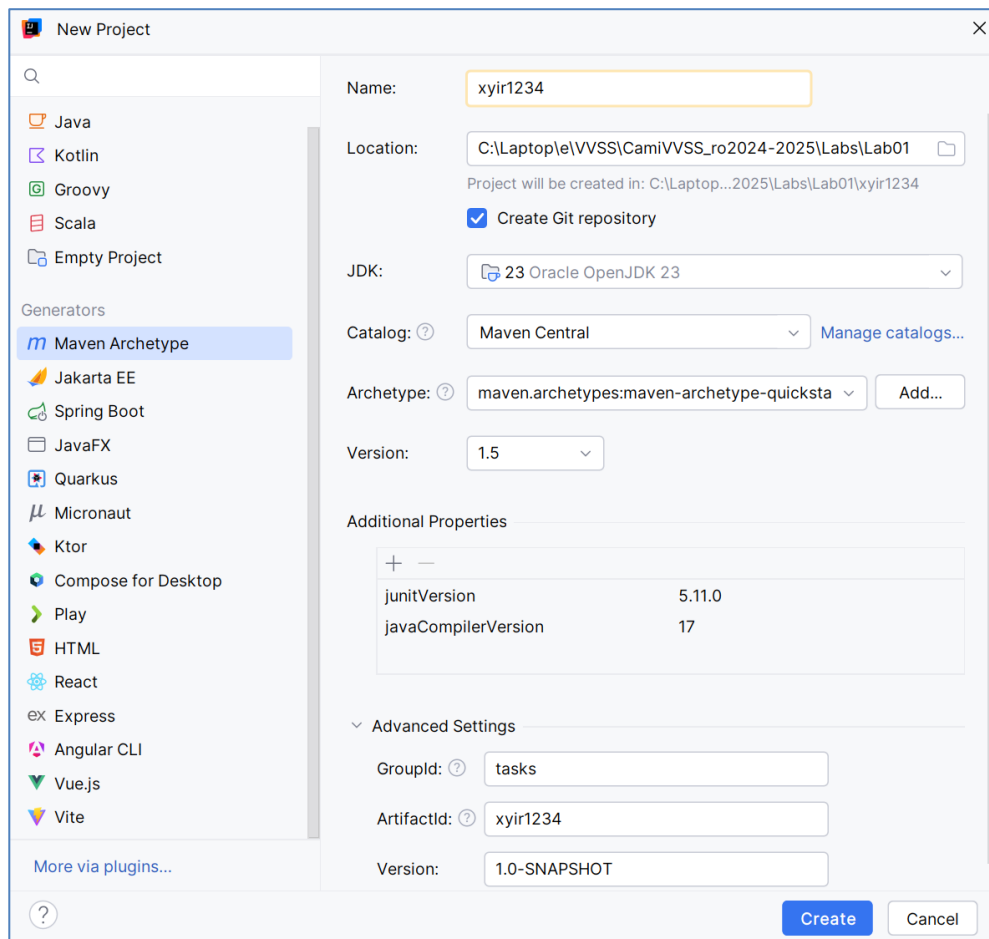 New Project
Java
Kotlin
Groovy
Scala
Empty Project
Generators
Maven Archetype
Jakarta EE
Spring Boot
JavaFX
Quarkus
Micronaut
Ktor
Compose for Desktop
Play
HTML
React
Express
Angular CLI
Vue.js
Vite
More via plugins...
Name: xyir1234
Location: C:\Laptop\e\VVSS\CamiVVSS_ro2024-2025\Labs\Lab01
Project will be created in: C:\Laptop...2025\Labs\Lab01\xyir1234
Create Git repository
JDK: 23 Oracle OpenJDK 23
Catalog: ? Maven Central Manage catalogs...
Archetype: ? maven.archetypes:maven-archetype-quicksta Add...
Version: 1.5
Additional Properties
junitVersion 5.11.0
javaCompilerVersion 17
Advanced Settings
GroupId: ? tasks
ArtifactId: ? xyir1234
Version: 1.0-SNAPSHOT
? Create Cancel